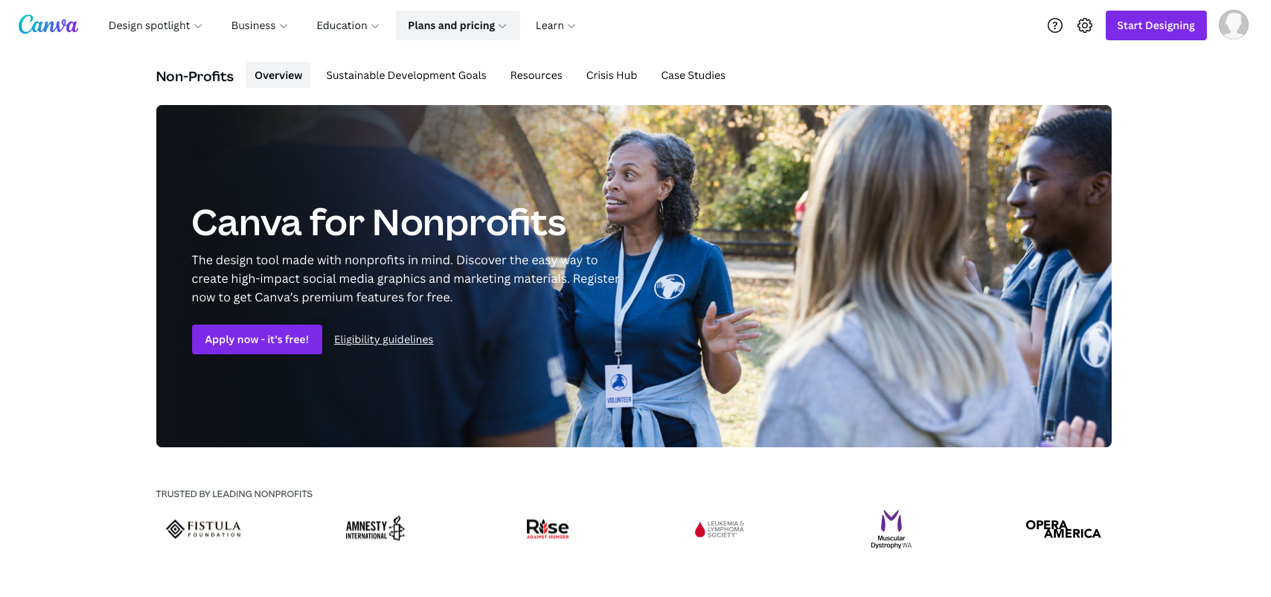 Canva
Design spotlight
Business
Education
Plans and pricing
Learn
Start Designing
Non-Profits
Overview
Sustainable Development Goals
Resources
Crisis Hub
Case Studies
Canva for Nonprofits
The design tool made with nonprofits in mind. Discover the easy way to
create high-impact social media graphics and marketing materials. Register
now to get Canva's premium features for free.
Apply now - it's free!
Eligibility guidelines
VOLUNTEER
TRUSTED BY LEADING NONPROFITS
FISTULA
FOUNDATION
AMNESTY
INTERNATIONAL
Rise
AGAINST HUNGER
LEUKEMIA &
LYMPHOMA
SOCIETY®
Muscular
Dystrophy WA
OPERA
AMERICA